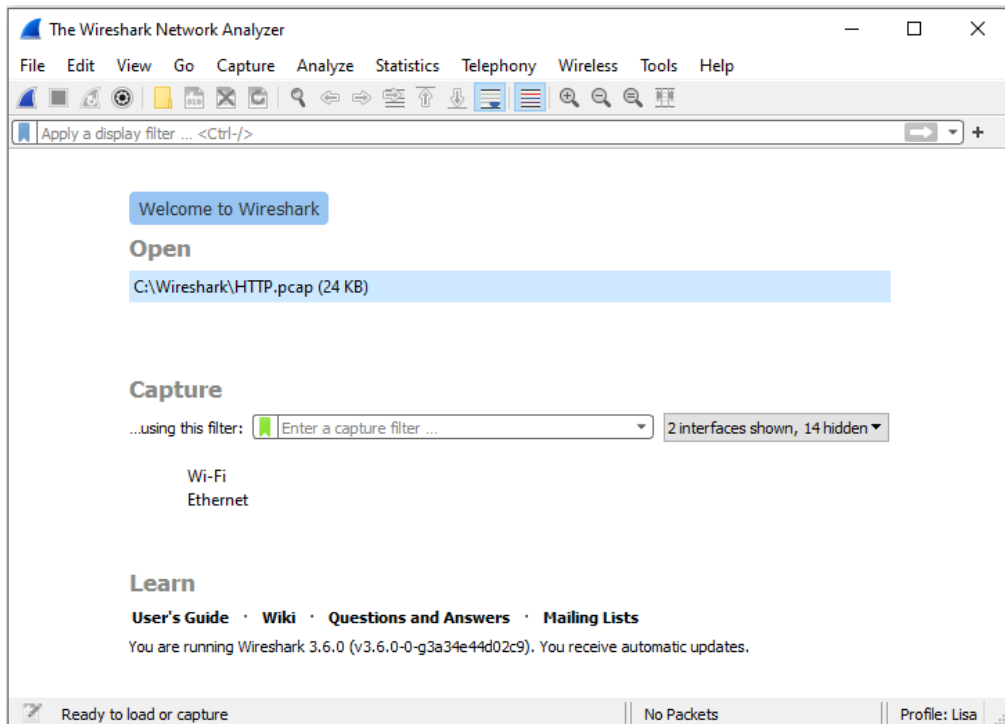 The Wireshark Network Analyzer
File Edit View Go Capture Analyze Statistics Telephony Wireless Tools Help
Apply a display filter ... <Ctrl-/>
Welcome to Wireshark
Open
C:\Wireshark\HTTP.pcap (24 KB)
Capture
...using this filter: Enter a capture filter ... 2 interfaces shown, 14 hidden
Wi-Fi
Ethernet
Learn
User's Guide · Wiki · Questions and Answers · Mailing Lists
You are running Wireshark 3.6.0 (v3.6.0-0-g3a34e44d02c9). You receive automatic updates.
Ready to load or capture No Packets Profile: Lisa